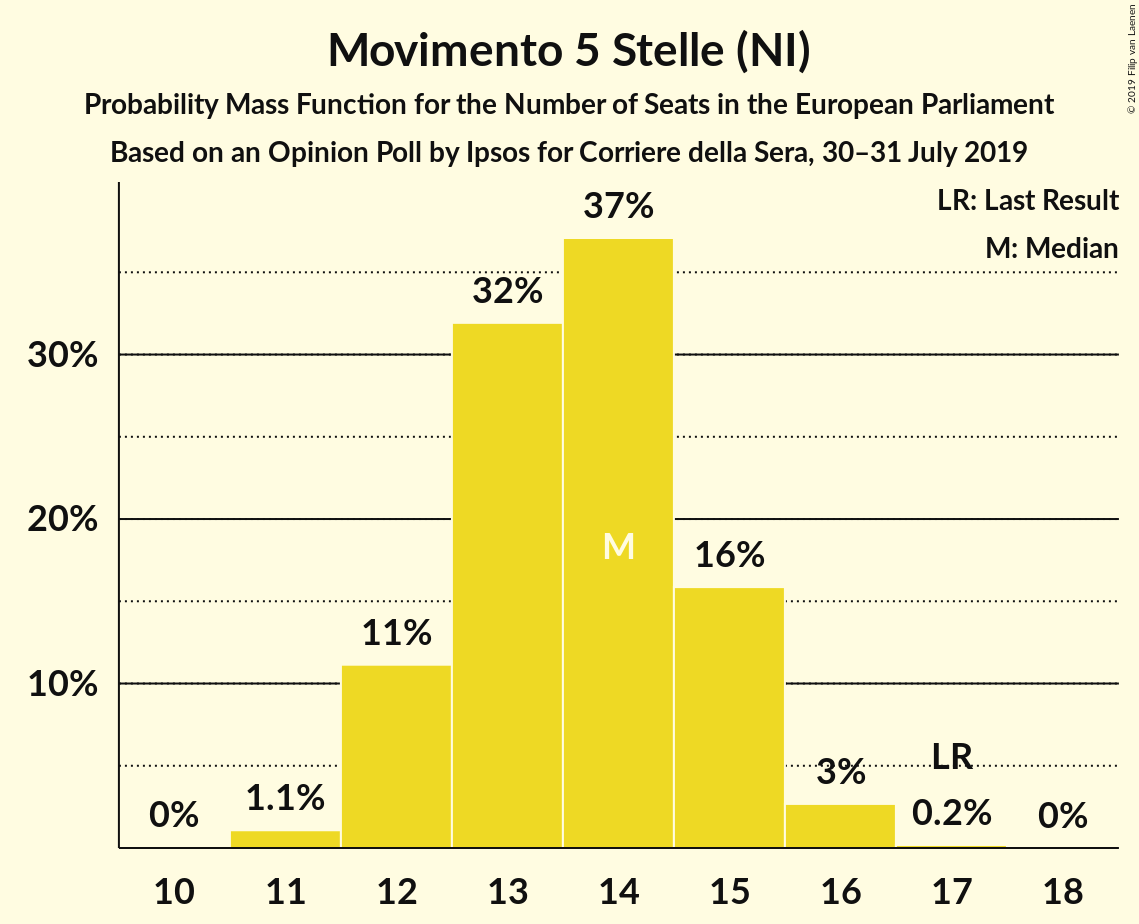 Movimento 5 Stelle (NI)
Probability Mass Function for the Number of Seats in the European Parliament
Based on an Opinion Poll by Ipsos for Corriere della Sera, 30–31 July 2019
© 2019 Filip van Laenen
LR: Last Result
M: Median
37%
32%
30%
20%
M
16%
11%
10%
LR
3%
1.1%
0.2%
0%
0%
10 11 12 13 14 15 16 17 18